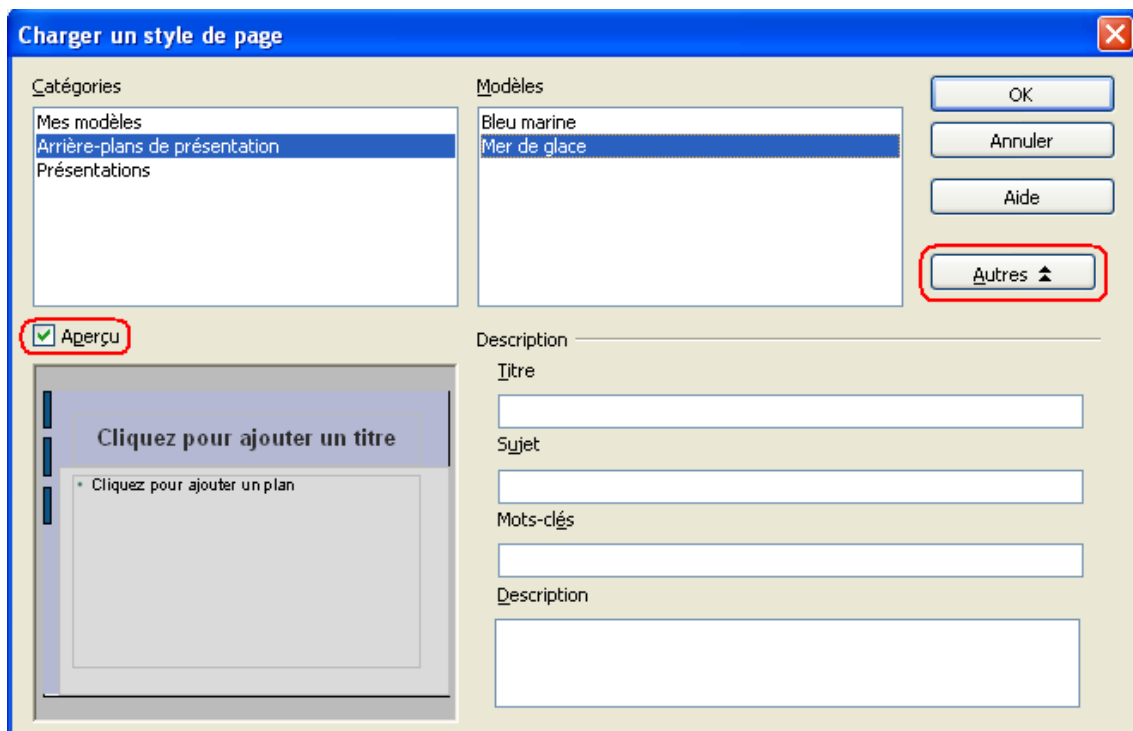 Charger un style de page
Catégories
Mes modèles
Arrière-plans de présentation
Présentations
Modèles
Bleu marine
Mer de glace
OK
Annuler
Aide
Autres
Aperçu
Cliquez pour ajouter un titre
• Cliquez pour ajouter un plan
Description
Titre
Sujet
Mots-clés
Description